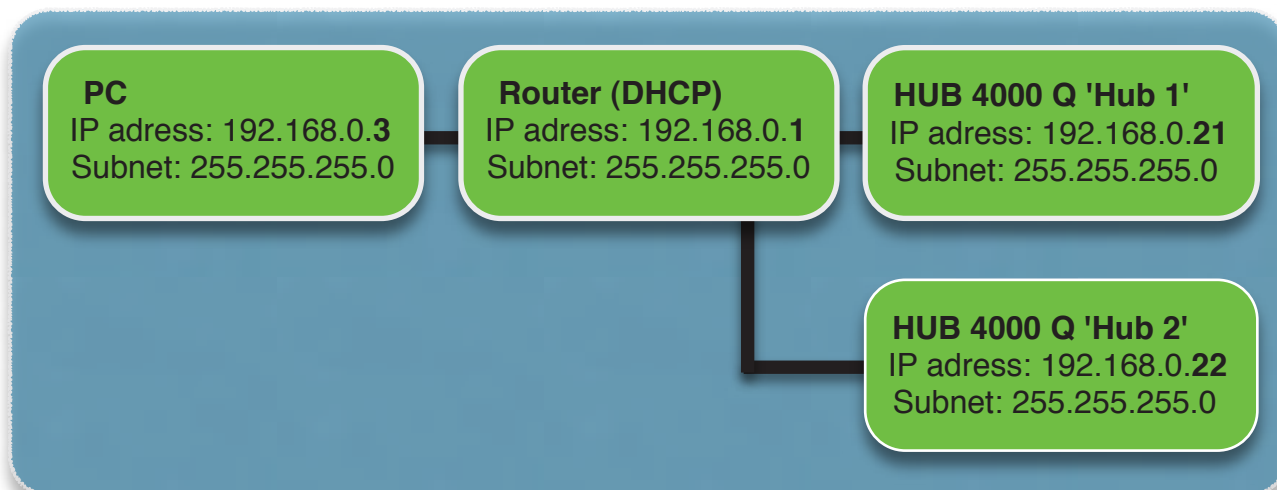 PC
IP adress: 192.168.0.3
Subnet: 255.255.255.0
Router (DHCP)
IP adress: 192.168.0.1
Subnet: 255.255.255.0
HUB 4000 Q 'Hub 1'
IP adress: 192.168.0.21
Subnet: 255.255.255.0
HUB 4000 Q 'Hub 2'
IP adress: 192.168.0.22
Subnet: 255.255.255.0